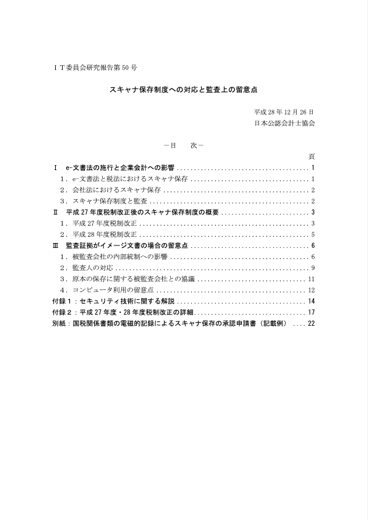 ＩＴ委員会研究報告第 50 号
スキャナ保存制度への対応と監査上の留意点
平成 28 年 12 月 26 日
日本公認会計士協会
－目　　次－
頁
Ⅰ　e-文書法の施行と企業会計への影響 ........................................ 1
１．e-文書法と税法におけるスキャナ保存 ..................................... 1
２．会社法におけるスキャナ保存 ............................................ 2
３．スキャナ保存制度と監査 ................................................ 2
Ⅱ　平成 27 年度税制改正後のスキャナ保存制度の概要 ........................... 3
１．平成 27 年度税制改正 ................................................... 3
２．平成 28 年度税制改正 ................................................... 5
Ⅲ　監査証拠がイメージ文書の場合の留意点 ..................................... 6
１．被監査会社の内部統制への影響 .......................................... 6
２．監査人の対応 .......................................................... 9
３．原本の保存に関する被監査会社との協議 .................................. 11
４．コンピュータ利用の留意点 .............................................. 12
付録１：セキュリティ技術に関する解説 ....................................... 14
付録２：平成 27 年度・28 年度税制改正の詳細.................................. 17
別紙：国税関係書類の電磁的記録によるスキャナ保存の承認申請書（記載例） .... 22